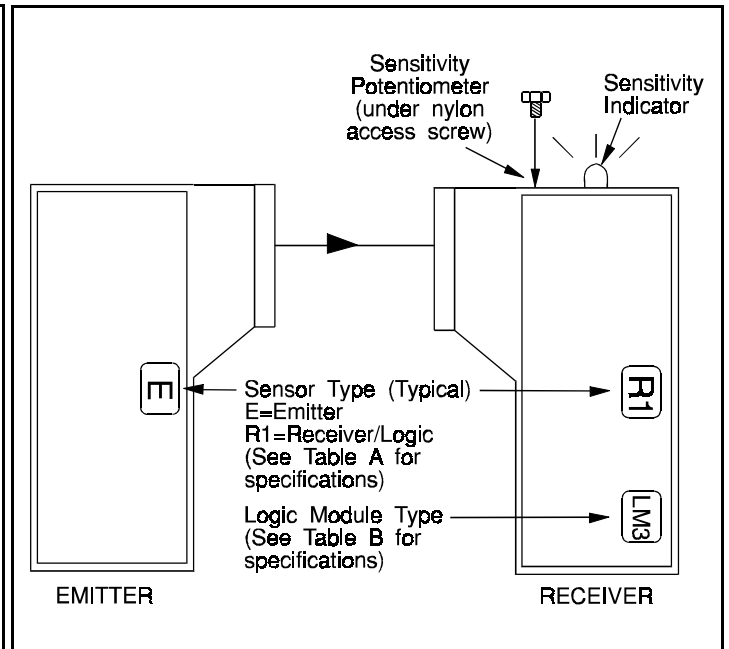 Sensitivity
Potentiometer
(under nylon
access screw)
Sensitivity
Indicator
E
Sensor Type (Typical)
E=Emitter
R1=Receiver/Logic
(See Table A for
specifications)
R1
Logic Module Type
(See Table B for
specifications)
LM3
EMITTER
RECEIVER